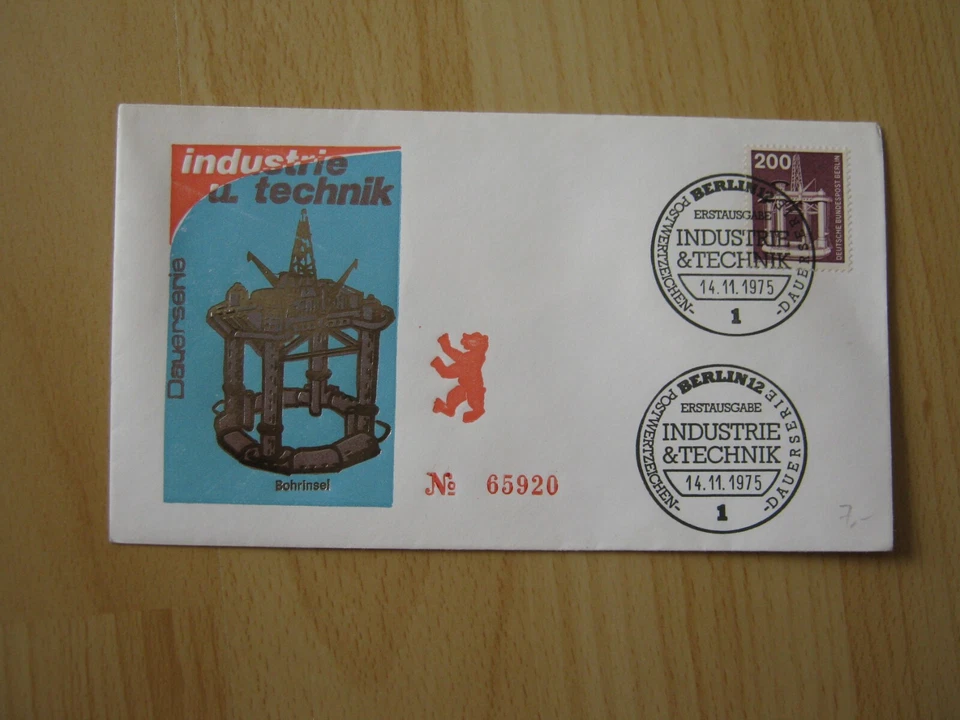 industrie
u. technik
Dauerserie
Bohrinsel
№ 65920
200
DEUTSCHE BUNDESPOST BERLIN
BERLIN 12
ERSTAUSGABE
INDUSTRIE
& TECHNIK
14.11.1975
1
POSTWERTZEICHEN-
-DAUERSERIE
BERLIN 12
ERSTAUSGABE
INDUSTRIE
& TECHNIK
14.11.1975
1
POSTWERTZEICHEN-
-DAUERSERIE
7,-